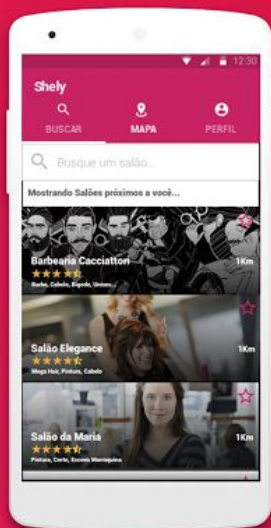 12:30
Shely
BUSCAR
MAPA
PERFIL
Busque um salão...
Mostrando Salões próximos a você...
Barbearia Cacciattori
1Km
Barba, Cabelo, Bigode, Unisex...
Salão Elegance
1Km
Mega Hair, Pintura, Cabelo
Salão da Maria
1Km
Pintura, Corte, Escova Marroquina